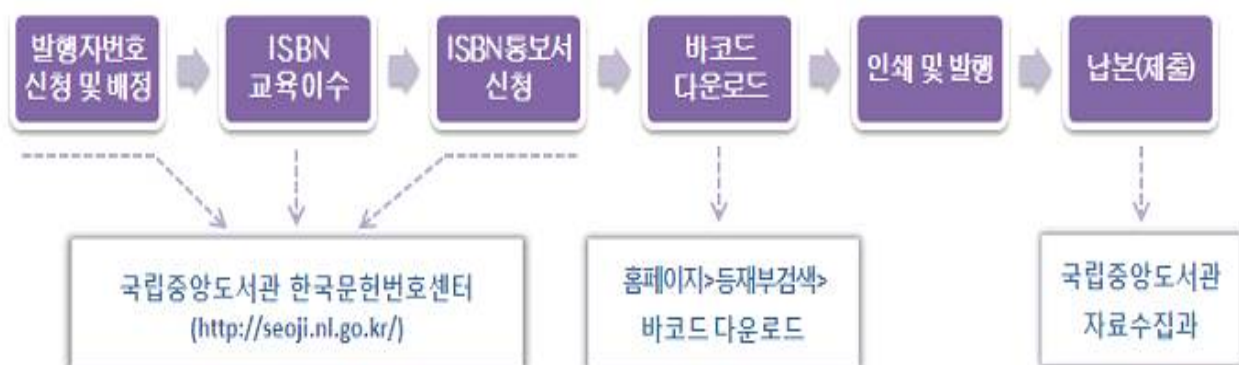 발행자번호
신청 및 배정
ISBN
교육이수
ISBN통보서
신청
바코드
다운로드
인쇄 및 발행
납본(제출)
국립중앙도서관 한국문헌번호센터
(http://seoji.nl.go.kr/)
홈페이지>등재부검색>
바코드 다운로드
국립중앙도서관
자료수집과